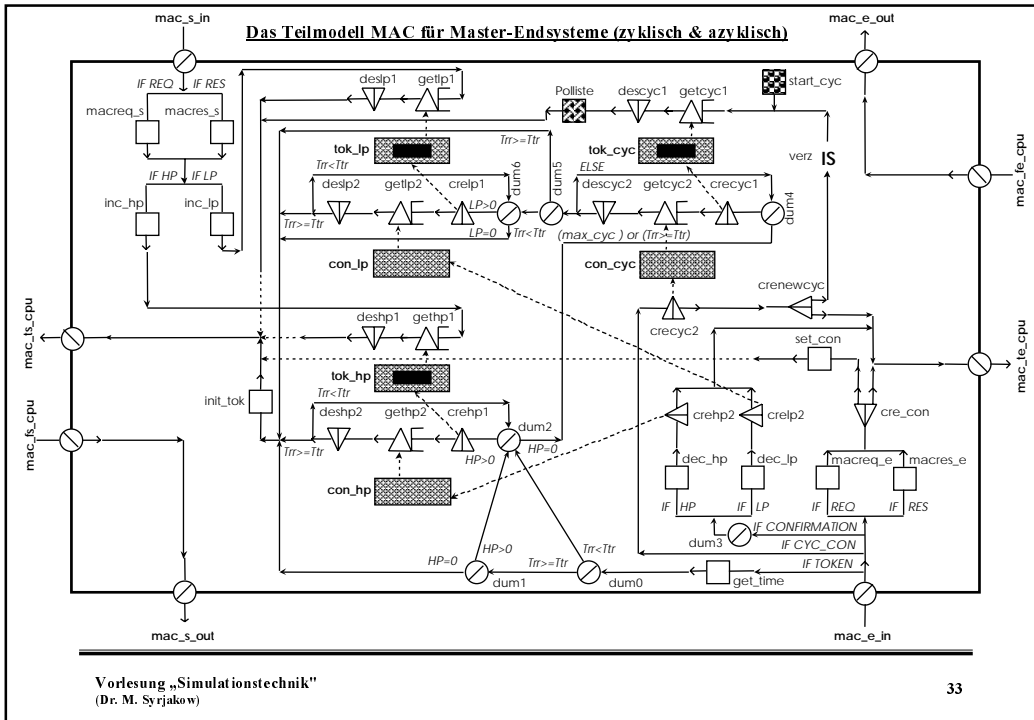 mac_s_in
Das Teilmodell MAC für Master-Endsysteme (zyklisch & azyklisch)
mac_e_out
IF REQ
IF RES
macreq_s
macres_s
deslp1
getlp1
Polliste
descyc1
getcyc1
start_cyc
tok_lp
Trr>=Ttr
tok_cyc
verz
IS
mac_fe_cpu
Trr<Ttr
dum6
dum5
ELSE
IF HP
IF LP
deslp2
getlp2
crelp1
descyc2
getcyc2
crecyc1
dum4
inc_hp
inc_lp
LP>0
Trr>=Ttr
LP=0
Trr<Ttr
(max_cyc ) or (Trr>=Ttr)
con_lp
con_cyc
crenewcyc
mac_ts_cpu
deshp1
gethp1
crecyc2
set_con
mac_te_cpu
tok_hp
Trr<Ttr
init_tok
deshp2
gethp2
crehp1
dum2
crehp2
crelp2
cre_con
mac_fs_cpu
Trr>=Ttr
HP>0
HP=0
con_hp
dec_hp
dec_lp
macreq_e
macres_e
IF HP
IF LP
IF REQ
IF RES
IF CONFIRMATION
dum3
IF CYC_CON
HP=0
HP>0
Trr<Ttr
Trr>=Ttr
IF TOKEN
dum1
dum0
get_time
mac_s_out
mac_e_in
Vorlesung „Simulationstechnik"
(Dr. M. Syrjakow)
33